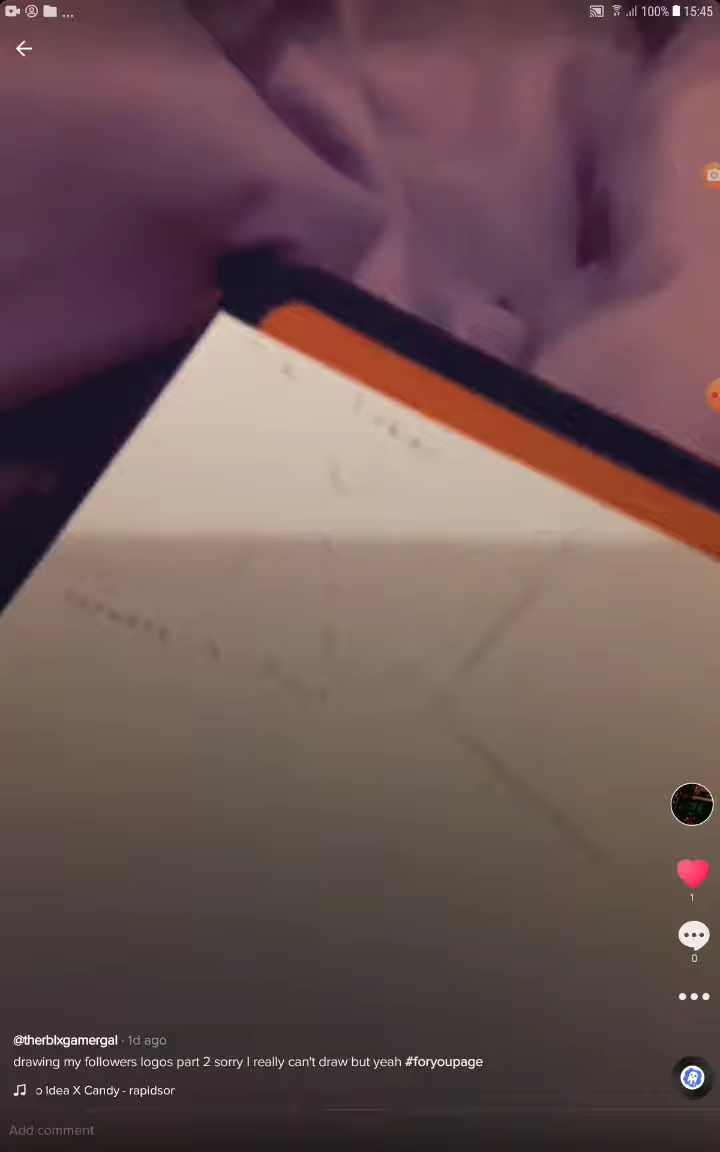 ... 100% 15:45
1
0
@therblxgamergal · 1d ago
drawing my followers logos part 2 sorry I really can't draw but yeah #foryoupage
o Idea X Candy - rapidsor
Add comment